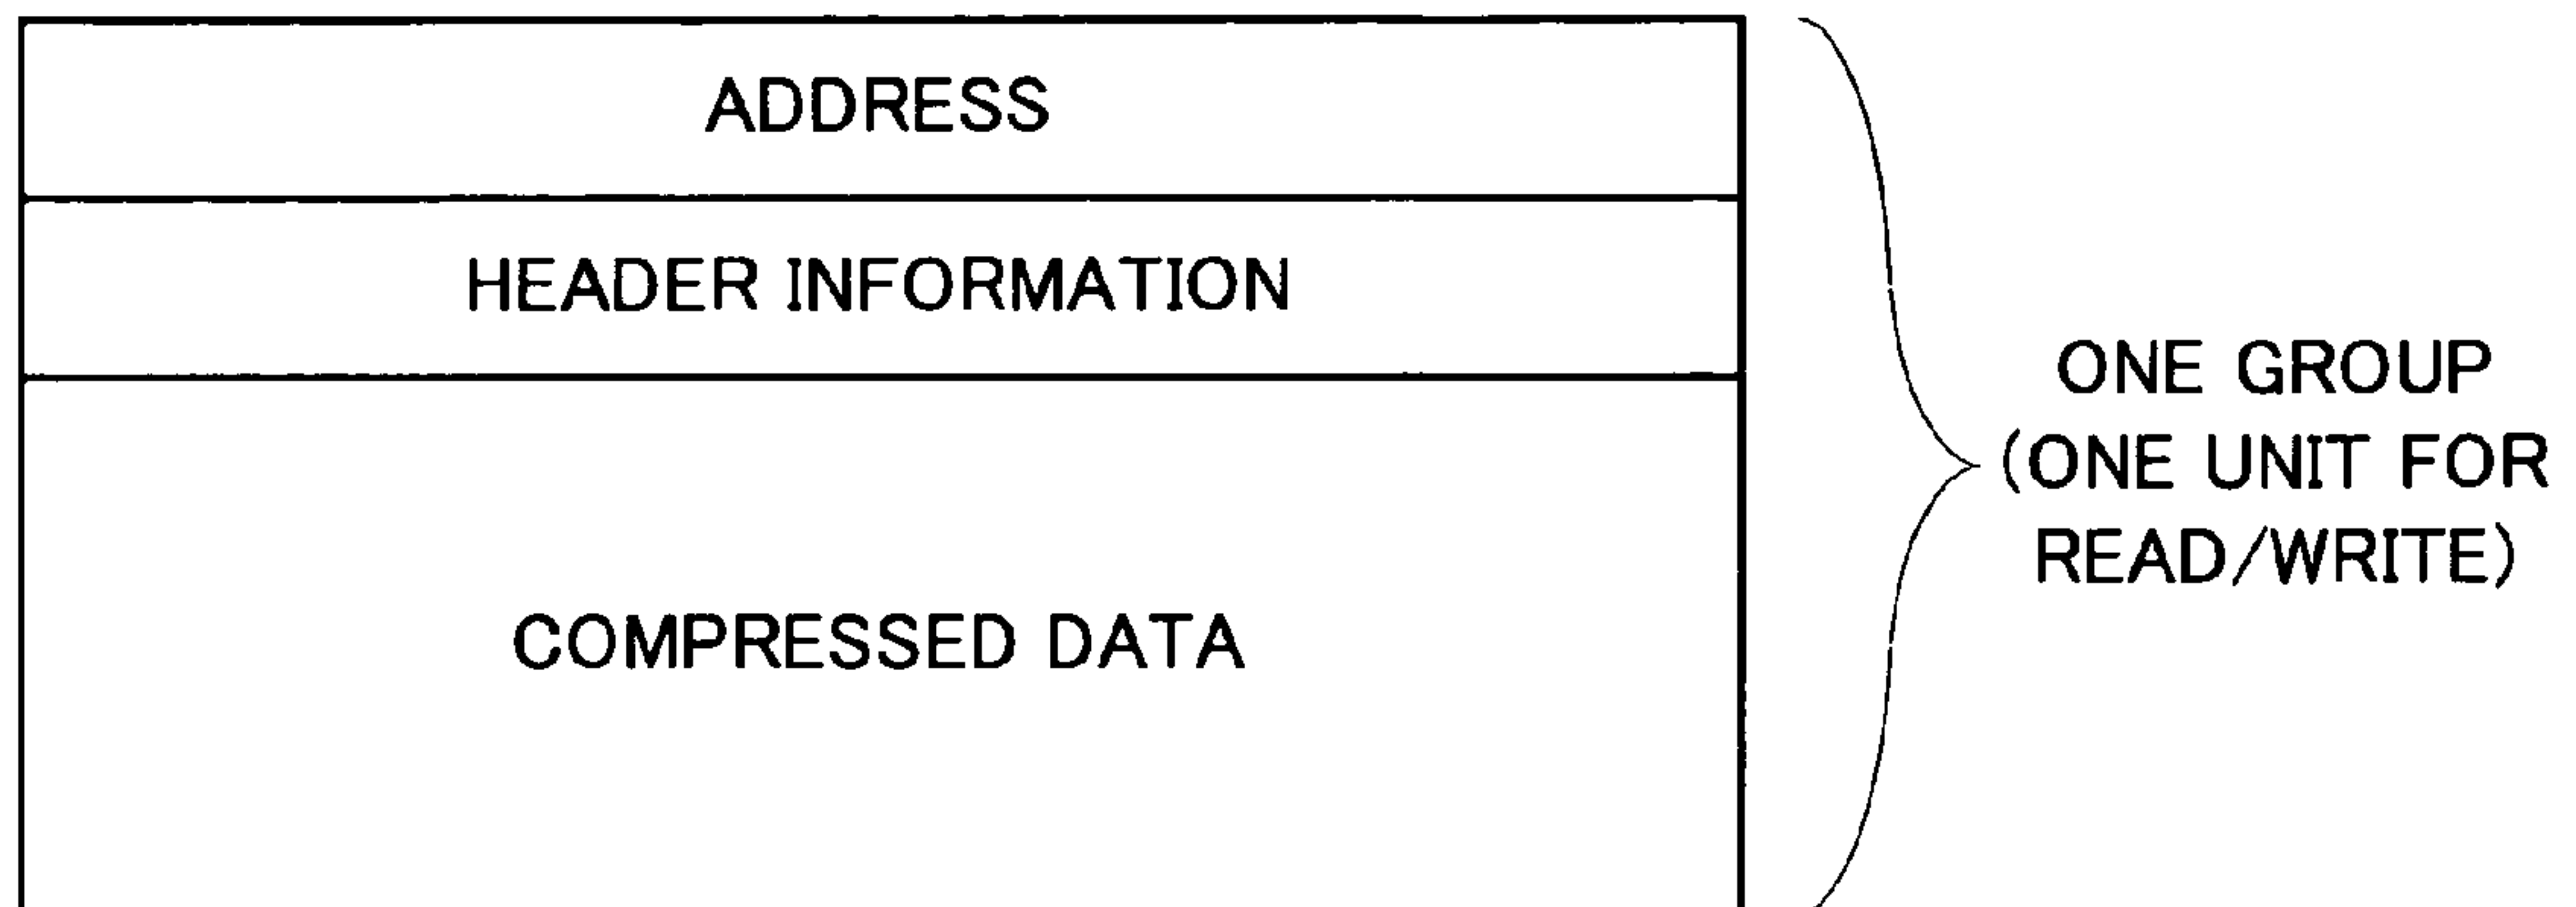 ADDRESS
HEADER INFORMATION
COMPRESSED DATA
ONE GROUP
(ONE UNIT FOR
READ/WRITE)